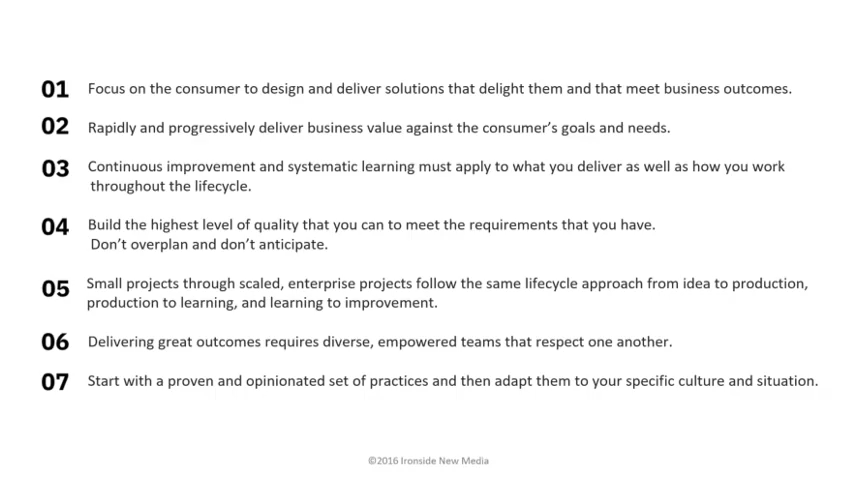 01 Focus on the consumer to design and deliver solutions that delight them and that meet business outcomes.
02 Rapidly and progressively deliver business value against the consumer's goals and needs.
03 Continuous improvement and systematic learning must apply to what you deliver as well as how you work
throughout the lifecycle.
04 Build the highest level of quality that you can to meet the requirements that you have.
Don't overplan and don't anticipate.
05 Small projects through scaled, enterprise projects follow the same lifecycle approach from idea to production,
production to learning, and learning to improvement.
06 Delivering great outcomes requires diverse, empowered teams that respect one another.
07 Start with a proven and opinionated set of practices and then adapt them to your specific culture and situation.
©2016 Ironside New Media